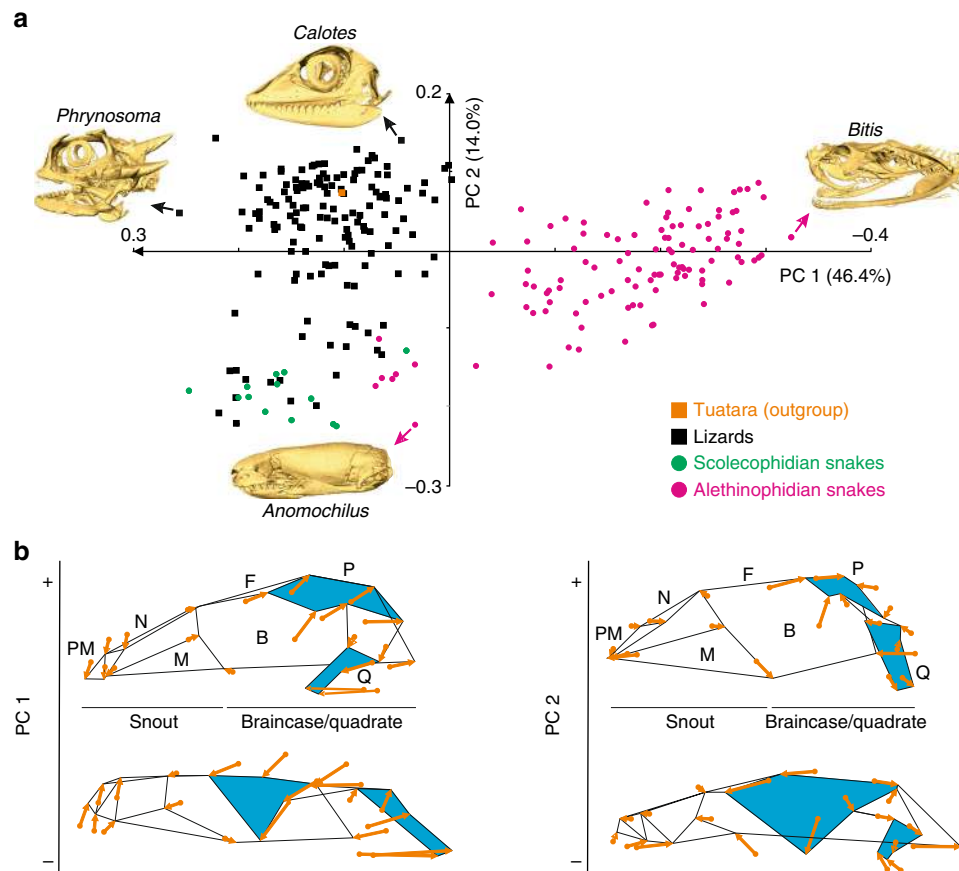 a
Calotes
0.2
Phrynosoma
PC 2 (14.0%)
Bitis
0.3
−0.4
PC 1 (46.4%)
Tuatara (outgroup)
Lizards
Scolecophidian snakes
Alethinophidian snakes
−0.3
Anomochilus
b
+
F
P
N
PM
B
M
Q
Snout
Braincase/quadrate
PC 1
−
+
F
P
N
PM
B
M
Q
Snout
Braincase/quadrate
PC 2
−